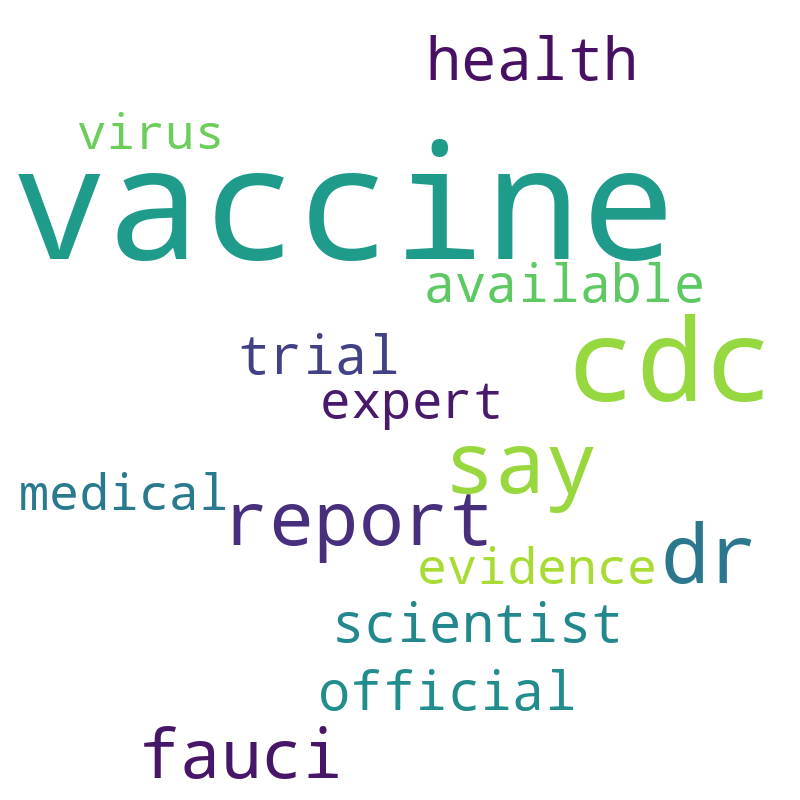 health
virus
vaccine
available
trial
cdc
expert
say
medical
report
evidence
dr
scientist
official
fauci